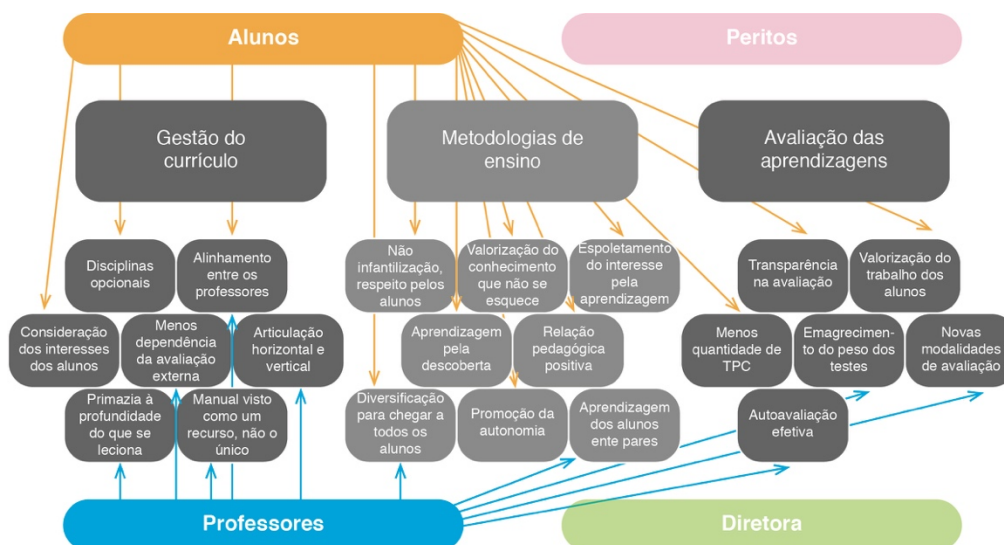 Alunos
Peritos
Gestão do
currículo
Metodologias de
ensino
Avaliação das
aprendizagens
Disciplinas
opcionais
Alinhamento
entre os
professores
Não
infantilização,
respeito pelos
alunos
Valorização do
conhecimento
que não se
esquece
Espoletamento
do interesse
pela
aprendizagem
Transparência
na avaliação
Valorização do
trabalho dos
alunos
Consideração
dos interesses
dos alunos
Menos
dependência
da avaliação
externa
Articulação
horizontal e
vertical
Aprendizagem
pela
descoberta
Relação
pedagógica
positiva
Menos
quantidade de
TPC
Emagrecimen-
to do peso dos
testes
Novas
modalidades
de avaliação
Primazia à
profundidade
do que se
leciona
Manual visto
como um
recurso, não o
único
Diversificação
para chegar a
todos os
alunos
Promoção da
autonomia
Aprendizagem
dos alunos
ente pares
Autoavaliação
efetiva
Professores
Diretora